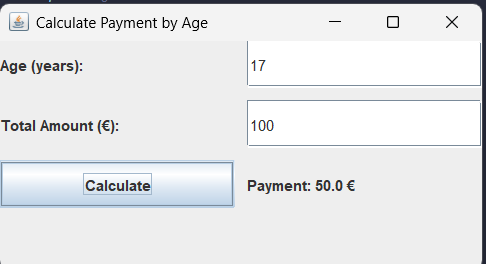 Calculate Payment by Age
Age (years): 17
Total Amount (€): 100
Calculate Payment: 50.0 €